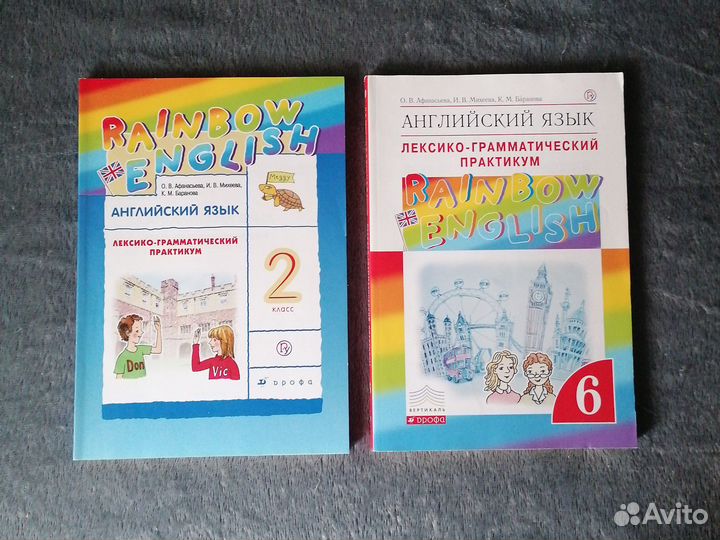 RAINBOW
ENGLISH
О. В. Афанасьева, И. В. Михеева,
К. М. Баранова
Meggy
АНГЛИЙСКИЙ ЯЗЫК
ЛЕКСИКО-ГРАММАТИЧЕСКИЙ
ПРАКТИКУМ
2
класс
Don
Vic
дрофа
О. В. Афанасьева, И. В. Михеева, К. М. Баранова
АНГЛИЙСКИЙ ЯЗЫК
ЛЕКСИКО-ГРАММАТИЧЕСКИЙ
ПРАКТИКУМ
RAINBOW
ENGLISH
ВЕРТИКАЛЬ
дрофа
6
Avito